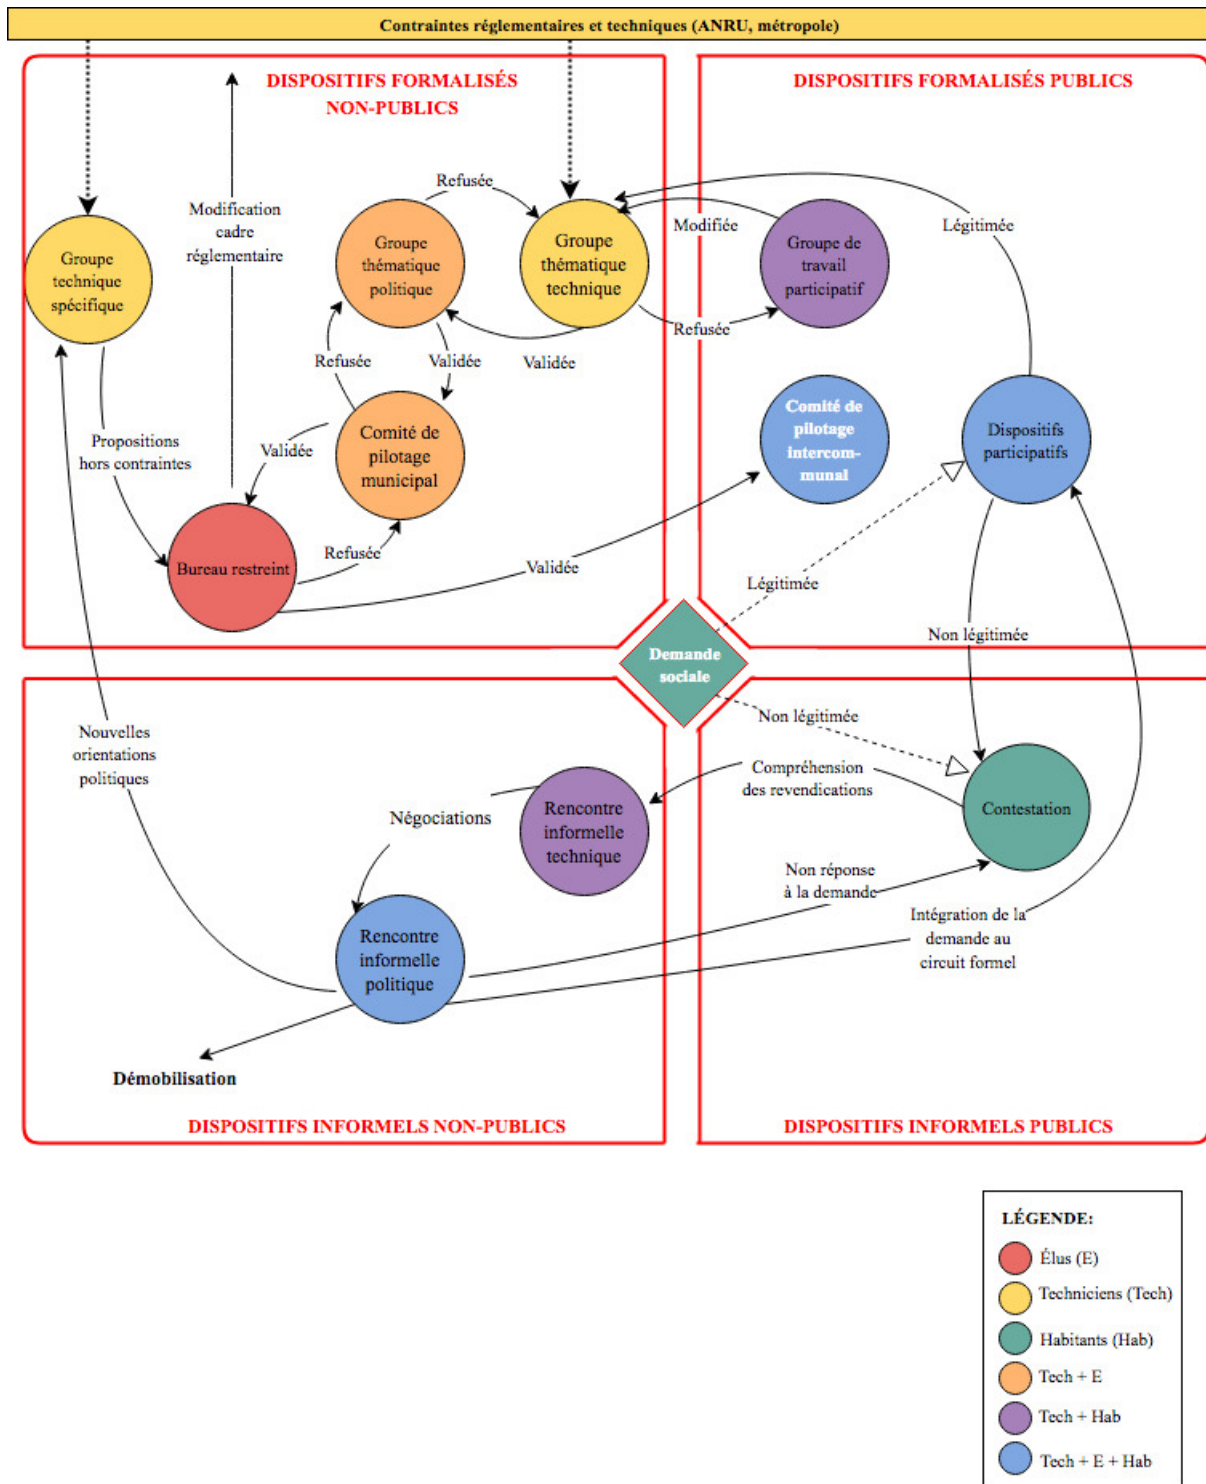 Contraintes réglementaires et techniques (ANRU, métropole)
DISPOSITIFS FORMALISÉS
NON-PUBLICS
DISPOSITIFS FORMALISÉS PUBLICS
Refusée
Modification
cadre
réglementaire
Groupe
technique
spécifique
Groupe
thématique
politique
Groupe
thématique
technique
Modifiée
Groupe de
travail
participatif
Légitimée
Refusée
Refusée
Validée
Validée
Propositions
hors contraintes
Validée
Comité de
pilotage
municipal
Comité de
pilotage
intercom-
munal
Dispositifs
participatifs
Bureau restreint
Refusée
Validée
Légitimée
Non légitimée
Demande
sociale
Non légitimée
Nouvelles
orientations
politiques
Compréhension
des revendications
Négociations
Rencontre
informelle
technique
Contestation
Non réponse
à la demande
Intégration de la
demande au
circuit formel
Rencontre
informelle
politique
Démobilisation
DISPOSITIFS INFORMELS NON-PUBLICS
DISPOSITIFS INFORMELS PUBLICS
LÉGENDE:
Élus (E)
Techniciens (Tech)
Habitants (Hab)
Tech + E
Tech + Hab
Tech + E + Hab